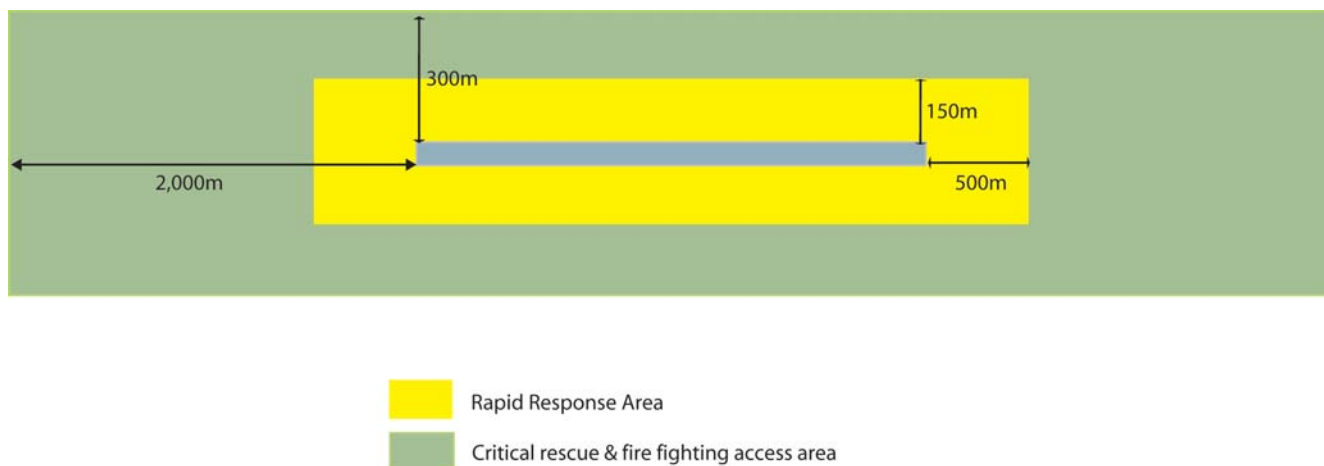 300m
150m
2,000m
500m
Rapid Response Area
Critical rescue & fire fighting access area